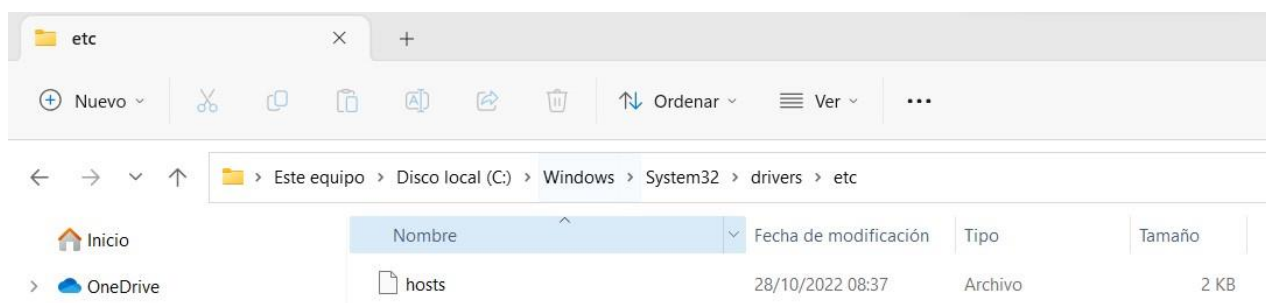 etc
Nuevo
Ordenar
Ver
Este equipo > Disco local (C:) > Windows > System32 > drivers > etc
Inicio
Nombre Fecha de modificación Tipo Tamaño
OneDrive
hosts 28/10/2022 08:37 Archivo 2 KB